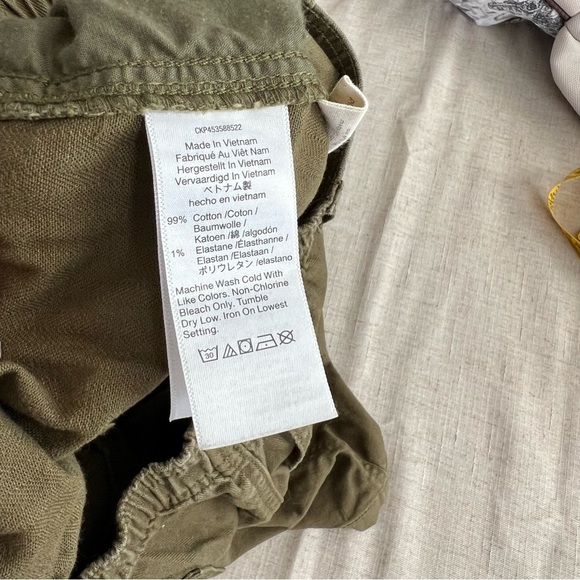 CKP453588522
Made In Vietnam
Fabriqué Au Viêt Nam
Hergestellt In Vietnam
Vervaardigd In Vietnam
ベトナム製
hecho en vietnam
99% Cotton /Coton /
Baumwolle /
Katoen /綿 /algodón
1% Elastane /Élasthanne /
Elastan /Elastaan /
ポリウレタン /elastano
Machine Wash Cold With
Like Colors. Non-Chlorine
Bleach Only. Tumble
Dry Low. Iron On Lowest
Setting.
30